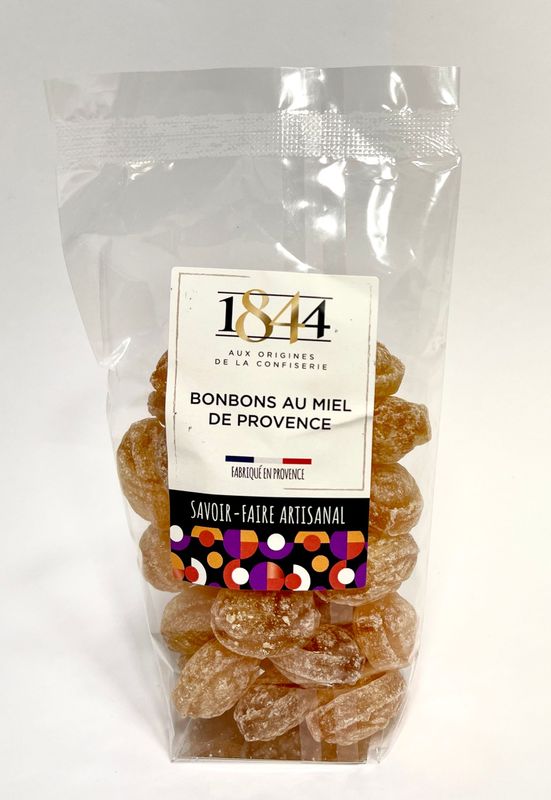 1844
AUX ORIGINES
DE LA CONFISERIE
BONBONS AU MIEL
DE PROVENCE
FABRIQUÉ EN PROVENCE
SAVOIR-FAIRE ARTISANAL